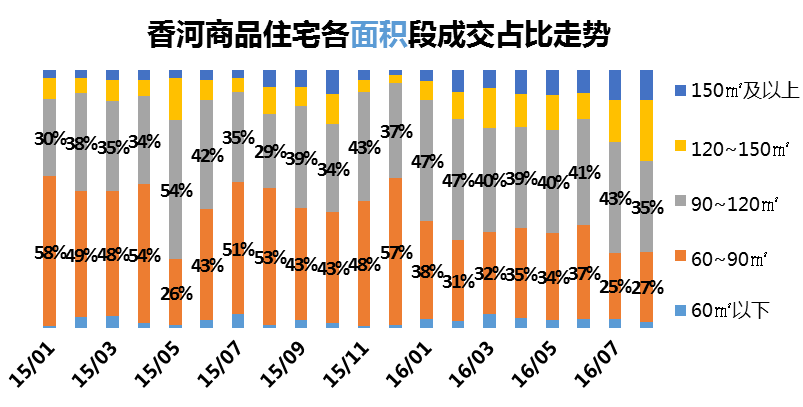 香河商品住宅各面积段成交占比走势
30% 38% 35% 34% 54% 42% 35% 29% 39% 34% 43% 37% 47% 47% 40% 39% 40% 41% 43% 35%
58% 49% 48% 54% 26% 43% 51% 53% 43% 43% 48% 57% 38% 31% 32% 35% 34% 37% 25% 27%
15/01 15/03 15/05 15/07 15/09 15/11 16/01 16/03 16/05 16/07
150㎡及以上
120~150㎡
90~120㎡
60~90㎡
60㎡以下